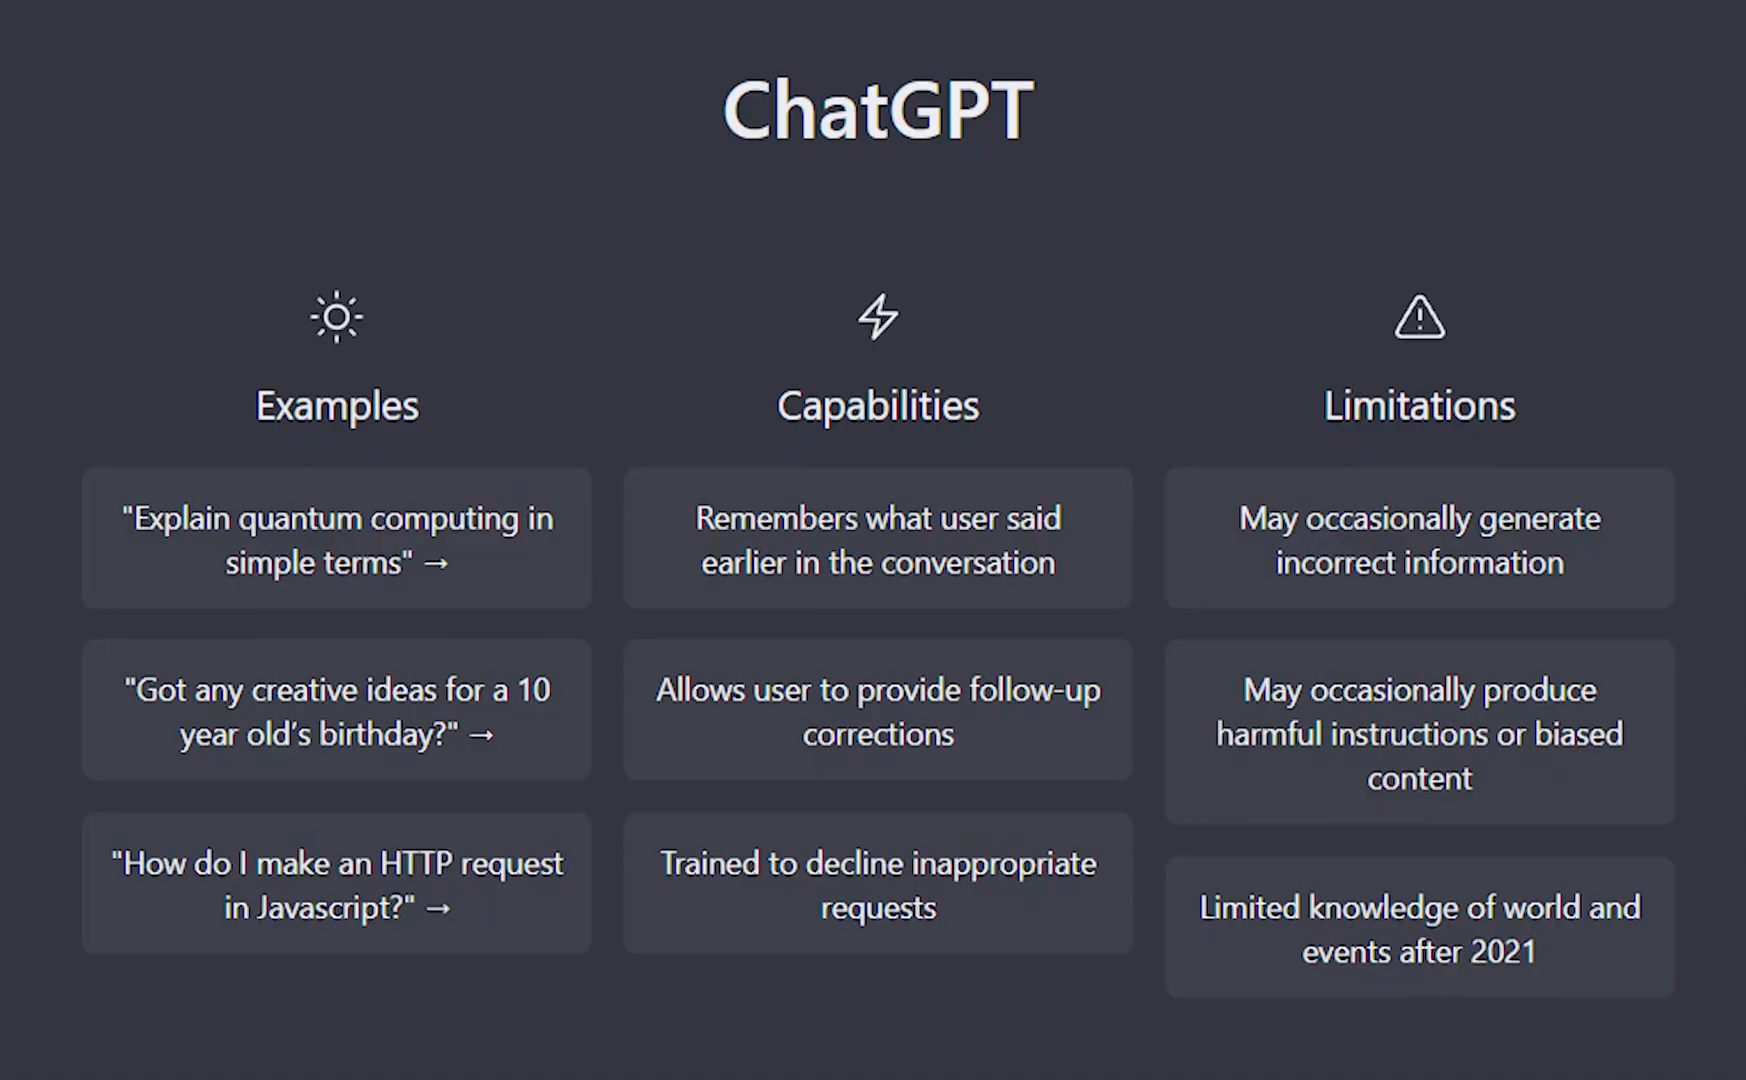 ChatGPT
Examples
"Explain quantum computing in
simple terms" →
"Got any creative ideas for a 10
year old's birthday?" →
"How do I make an HTTP request
in Javascript?" →
Capabilities
Remembers what user said
earlier in the conversation
Allows user to provide follow-up
corrections
Trained to decline inappropriate
requests
Limitations
May occasionally generate
incorrect information
May occasionally produce
harmful instructions or biased
content
Limited knowledge of world and
events after 2021